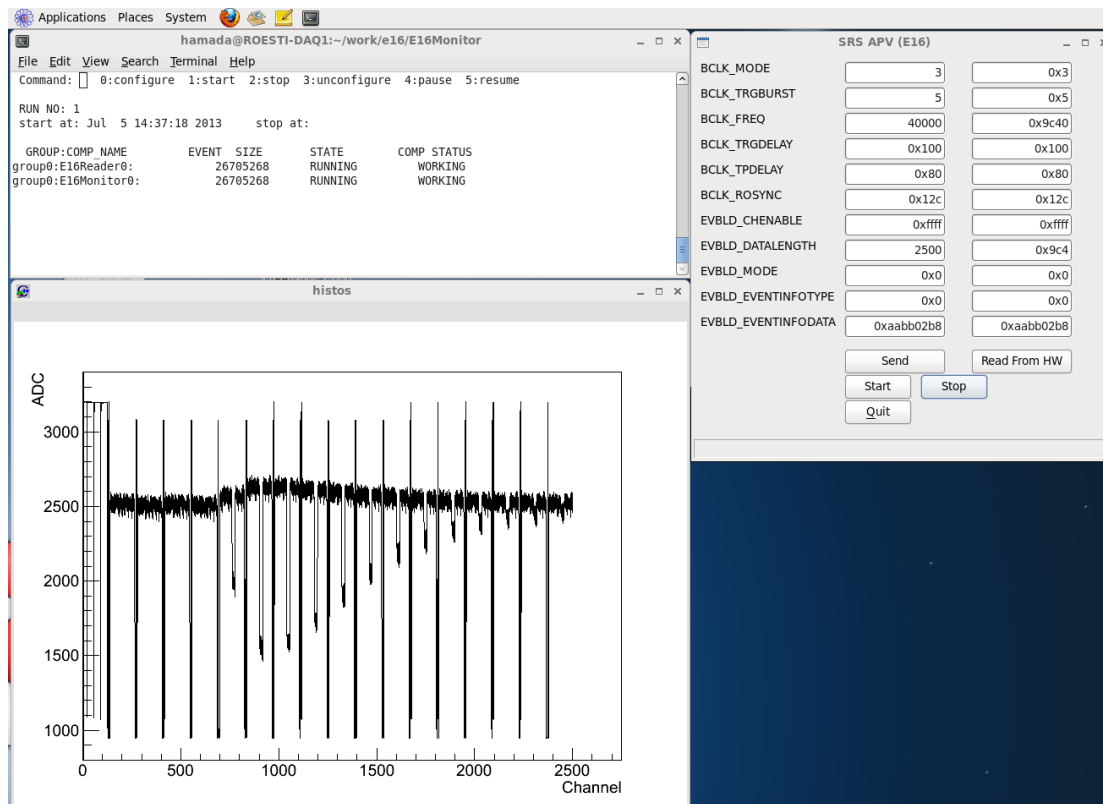 Applications Places System
hamada@ROESTI-DAQ1:~/work/e16/E16Monitor
File Edit View Search Terminal Help
Command: 0:configure 1:start 2:stop 3:unconfigure 4:pause 5:resume
RUN NO: 1
start at: Jul 5 14:37:18 2013 stop at:
GROUP:COMP_NAME EVENT SIZE STATE COMP STATUS
group0:E16Reader0: 26705268 RUNNING WORKING
group0:E16Monitor0: 26705268 RUNNING WORKING
histos
ADC
3000
2500
2000
1500
1000
0 500 1000 1500 2000 2500
Channel
SRS APV (E16)
BCLK_MODE 3 0x3
BCLK_TRGBURST 5 0x5
BCLK_FREQ 40000 0x9c40
BCLK_TRGDELAY 0x100 0x100
BCLK_TPDELAY 0x80 0x80
BCLK_ROSYNC 0x12c 0x12c
EVBLD_CHENABLE 0xffff 0xffff
EVBLD_DATALENGTH 2500 0x9c4
EVBLD_MODE 0x0 0x0
EVBLD_EVENTINFOTYPE 0x0 0x0
EVBLD_EVENTINFODATA 0xaabb02b8 0xaabb02b8
Send Read From HW
Start Stop
Quit